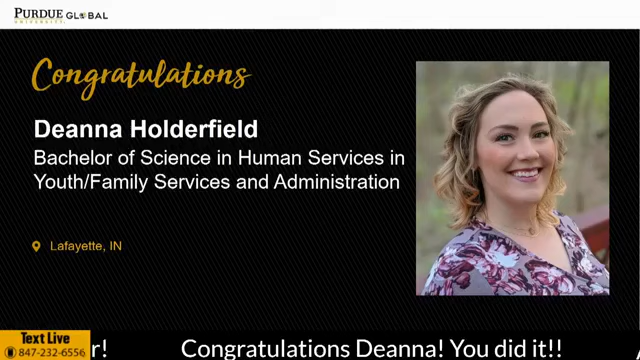 PURDUE GLOBAL
UNIVERSITY
Congratulations
Deanna Holderfield
Bachelor of Science in Human Services in
Youth/Family Services and Administration
Lafayette, IN
Text Live
847-232-6556
r! Congratulations Deanna! You did it!!